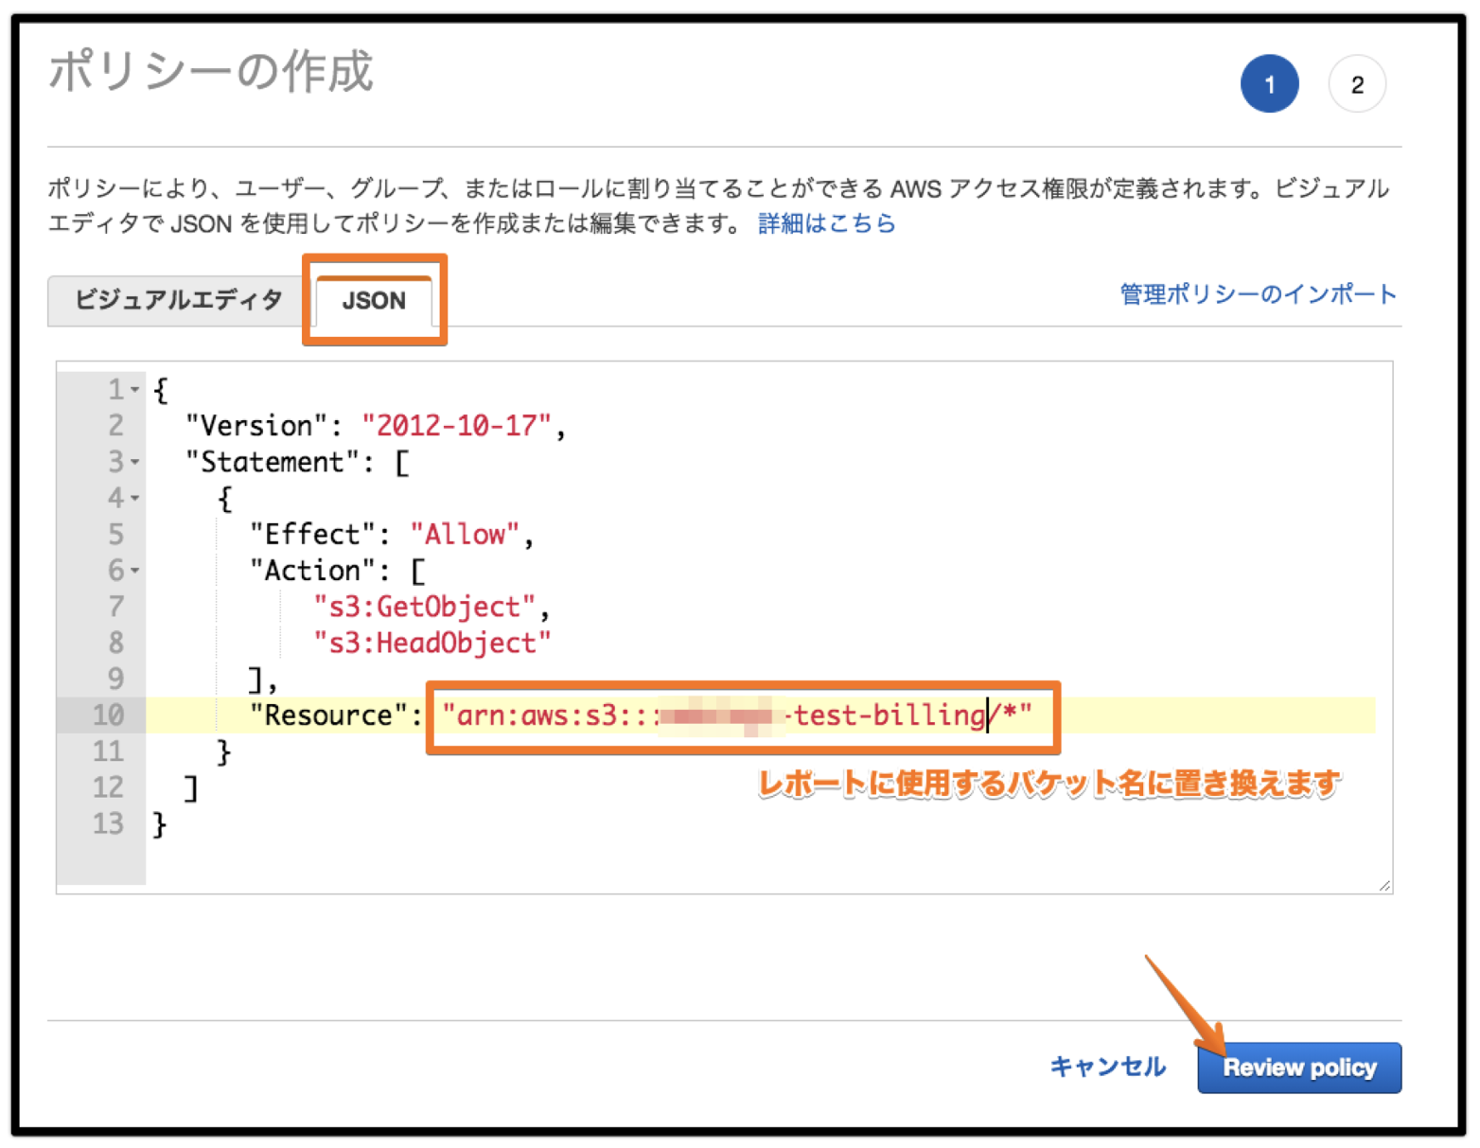 ポリシーの作成
1 2
ポリシーにより、ユーザー、グループ、またはロールに割り当てることができる AWS アクセス権限が定義されます。ビジュアル
エディタで JSON を使用してポリシーを作成または編集できます。 詳細はこちら
ビジュアルエディタ JSON 管理ポリシーのインポート
1 {
2 "Version": "2012-10-17",
3 "Statement": [
4 {
5 "Effect": "Allow",
6 "Action": [
7 "s3:GetObject",
8 "s3:HeadObject"
9 ],
10 "Resource": "arn:aws:s3:::-test-billing/*"
11 }
12 ]
13 }
レポートに使用するバケット名に置き換えます
キャンセル Review policy